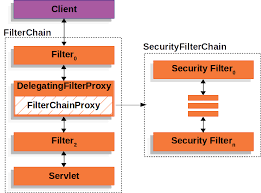 Client
FilterChain
Filter0
DelegatingFilterProxy
FilterChainProxy
Filter2
Servlet
SecurityFilterChain
Security Filter0
Security Filtern